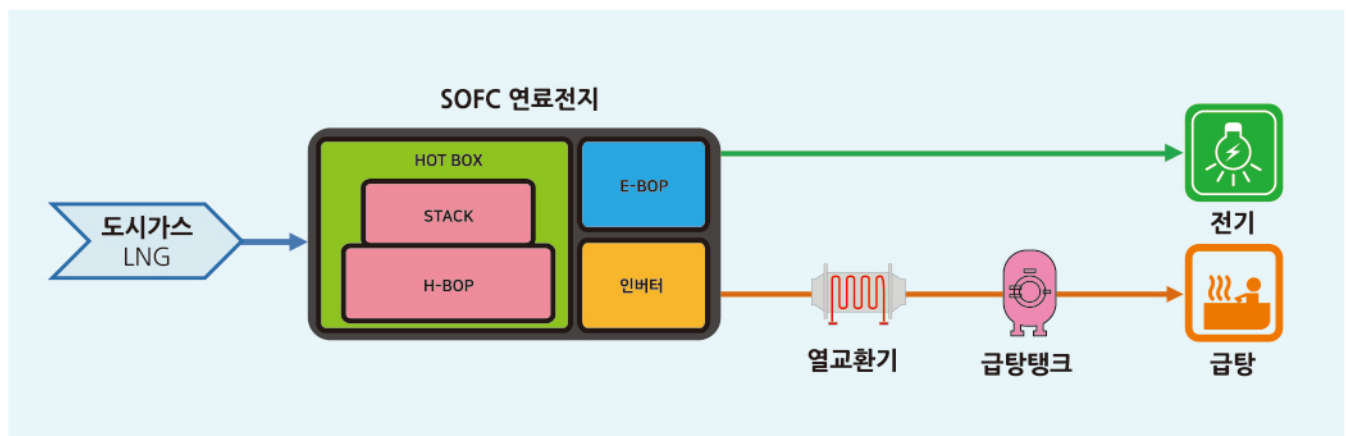 SOFC 연료전지
HOT BOX
STACK
H-BOP
E-BOP
인버터
도시가스
LNG
열교환기
급탕탱크
전기
급탕